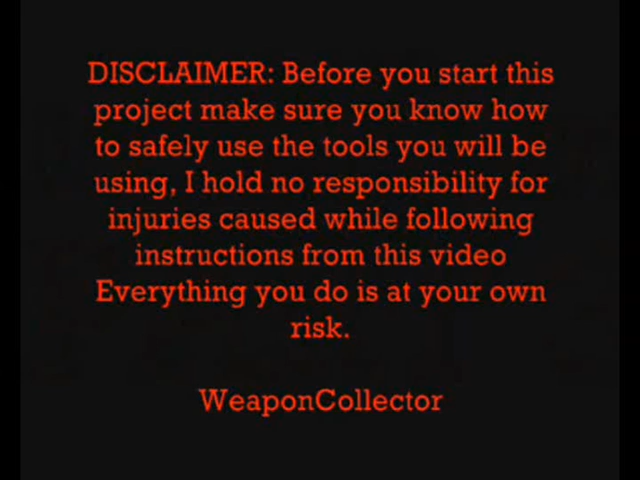 DISCLAIMER: Before you start this
project make sure you know how
to safely use the tools you will be
using, I hold no responsibility for
injuries caused while following
instructions from this video
Everything you do is at your own
risk.
WeaponCollector